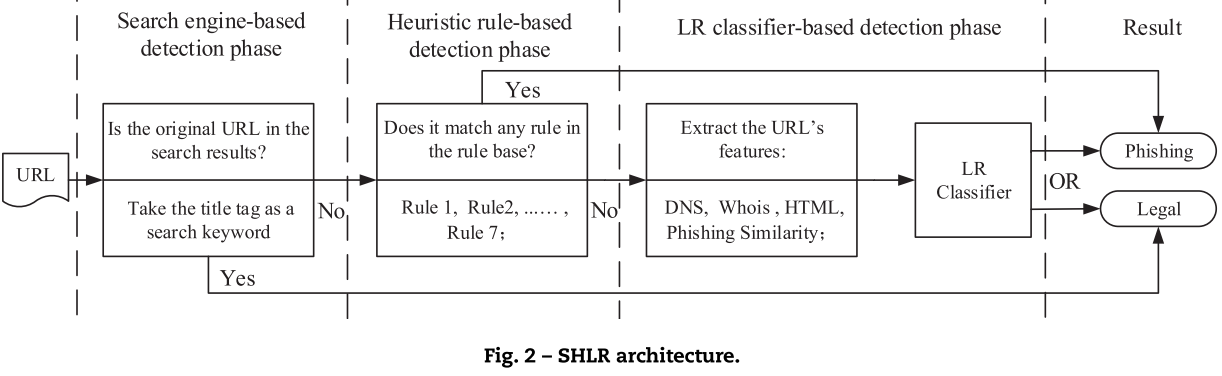 Search engine-based
detection phase
Heuristic rule-based
detection phase
LR classifier-based detection phase
Result
Yes
Is the original URL in the
search results?
Does it match any rule in
the rule base?
Extract the URL's
features:
URL
LR
Classifier
Phishing
OR
Legal
Take the title tag as a
search keyword
No
Rule 1, Rule2, ...... ,
Rule 7;
No
DNS, Whois , HTML,
Phishing Similarity;
Yes
Fig. 2 – SHLR architecture.